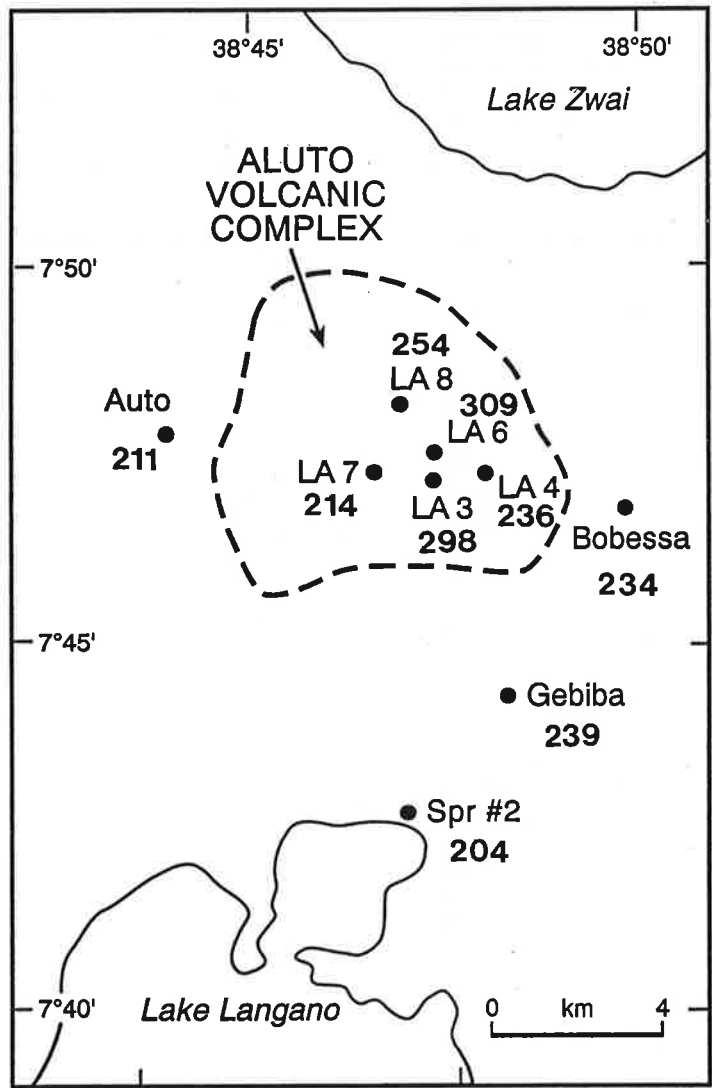 38°45'
38°50'
Lake Zwai
ALUTO
VOLCANIC
COMPLEX
7°50'
254
LA 8
309
LA 6
Auto
211
LA 7
214
LA 3
298
LA 4
236
Bobessa
234
7°45'
Gebiba
239
Spr #2
204
7°40'
Lake Langano
0 km 4